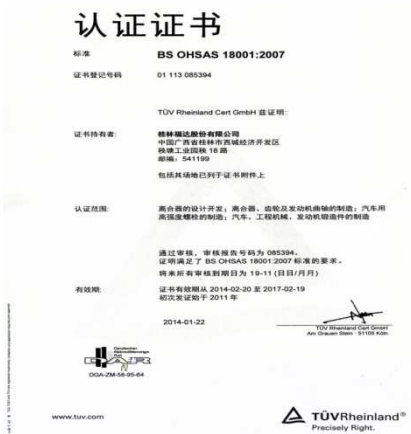 认证证书
标准 BS OHSAS 18001:2007
证书登记号码 01 113 085394
TÜV Rheinland Cert GmbH 兹证明:
证书持有者: 桂林福达股份有限公司
中国广西省桂林市西城经济开发区
秧塘工业园秧 18 路
邮编：541199
包括其场地已列于证书附件上
认证范围: 离合器的设计开发；离合器、齿轮及发动机曲轴的制造；汽车用
高强度螺栓的制造；汽车、工程机械、发动机锻造件的制造
通过审核，审核报告号码为 085394，
证明满足了 BS OHSAS 18001:2007 标准的要求。
将来所有审核到期日为 19-11 (日日/月月)
有效期: 证书有效期从 2014-02-20 至 2017-02-19
初次发证始于 2011 年
2014-01-22
TÜV Rheinland Cert GmbH
Am Grauen Stein · 51105 Köln
Deutscher
Akkreditierungs
Rat
DAR
DGA-ZM-58-95-64
www.tuv.com
TÜVRheinland®
Precisely Right.